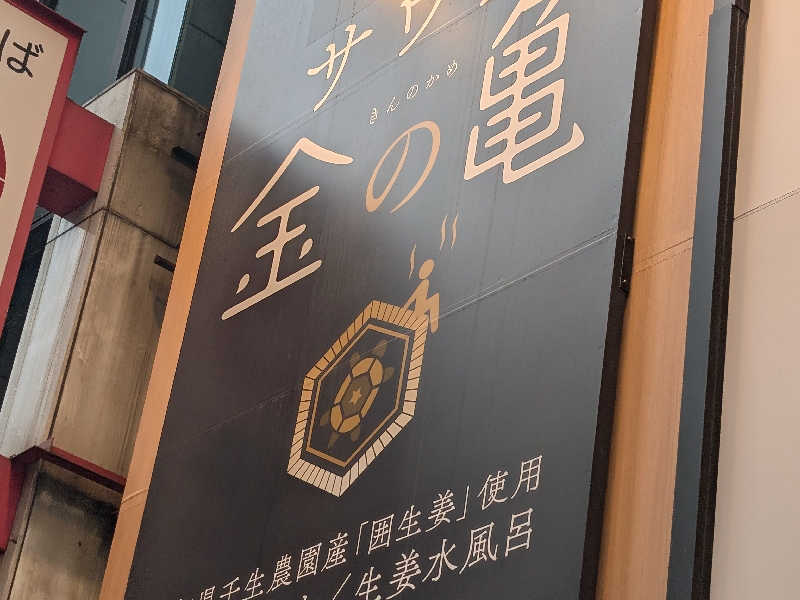 サウ
きんのかめ
金の亀
県壬生農園産「囲生姜」使用
／生姜水風呂
ば